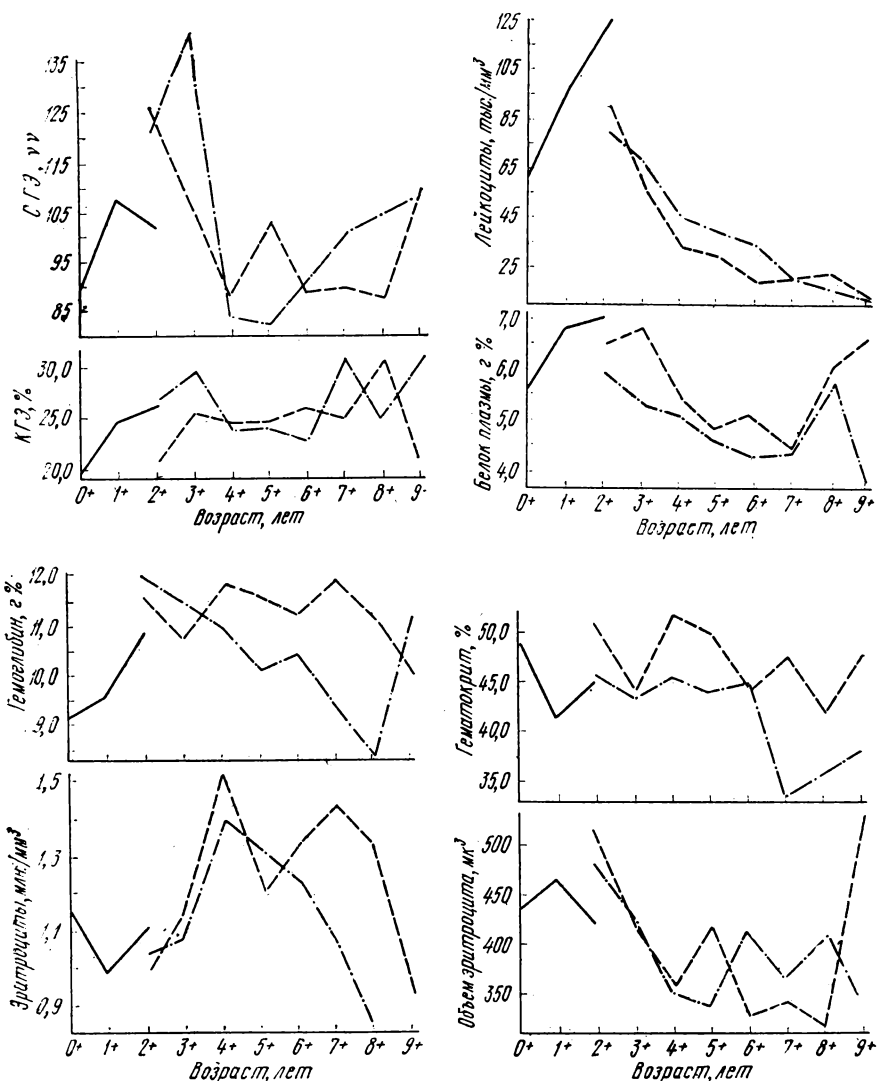 СГЭ, γγ
135
125
115
105
95
85
Лейкоциты, тыс./мм³
125
105
85
65
45
25
КГЭ, %
30,0
25,0
20,0
0+ 1+ 2+ 3+ 4+ 5+ 6+ 7+ 8+ 9+
Возраст, лет
Белок плазмы, г %
7,0
6,0
5,0
4,0
0+ 1+ 2+ 3+ 4+ 5+ 6+ 7+ 8+ 9+
Возраст, лет
Гемоглибин, г %
12,0
11,0
10,0
9,0
Гематокрит, %
50,0
45,0
40,0
35,0
Эритроциты, млн./мм³
1,5
1,3
1,1
0,9
0+ 1+ 2+ 3+ 4+ 5+ 6+ 7+ 8+ 9+
Возраст, лет
Объем эритроцита, мк³
500
450
400
350
0+ 1+ 2+ 3+ 4+ 5+ 6+ 7+ 8+ 9+
Возраст, лет